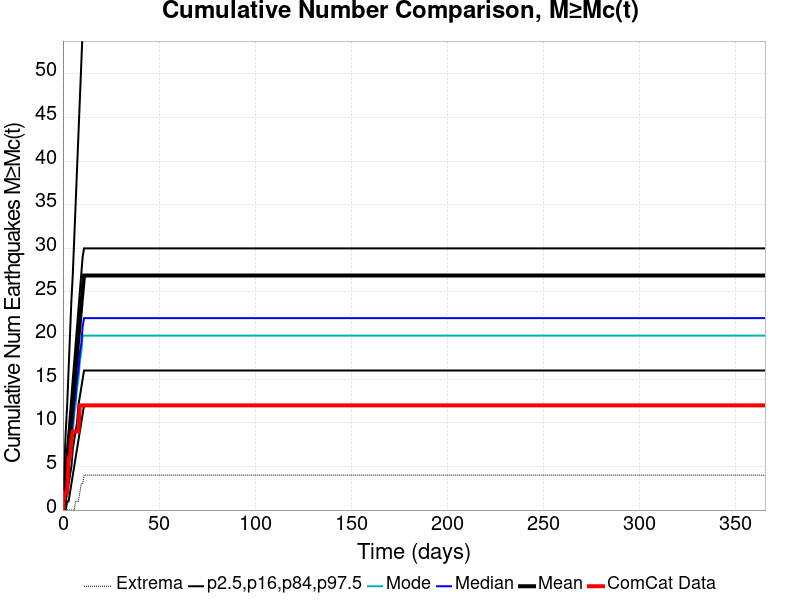 Cumulative Number Comparison, M≥Mc(t)
Cumulative Num Earthquakes M≥Mc(t)
50
45
40
35
30
25
20
15
10
5
0
0 50 100 150 200 250 300 350
Time (days)
Extrema p2.5,p16,p84,p97.5 Mode Median Mean ComCat Data